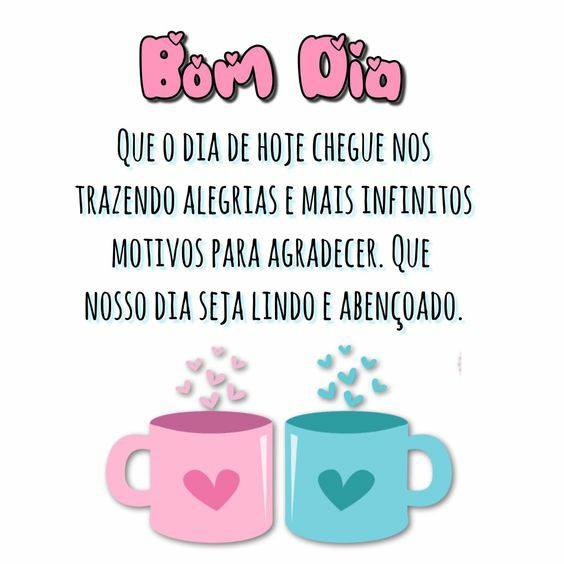 Bom Dia
Que o dia de hoje chegue nos
trazendo alegrias e mais infinitos
motivos para agradecer. Que
nosso dia seja lindo e abençoado.